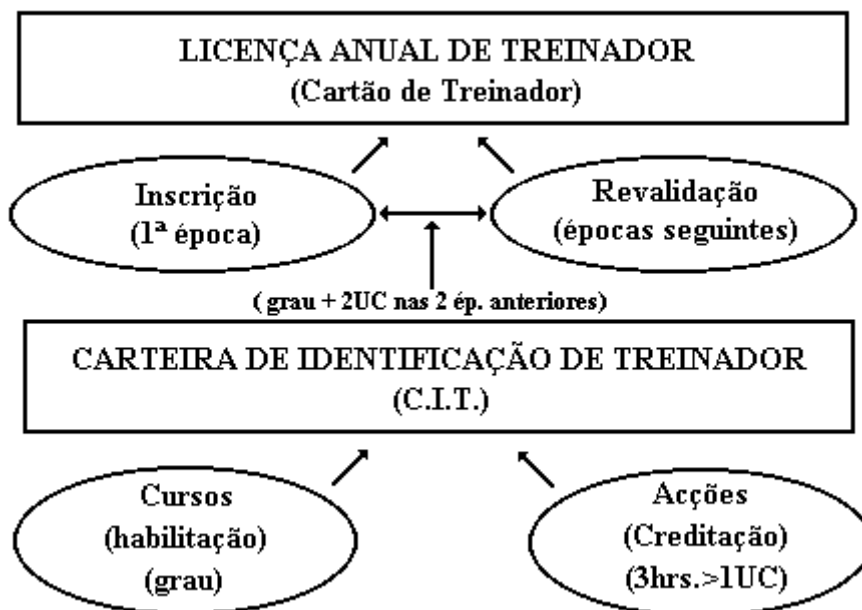 LICENÇA ANUAL DE TREINADOR
(Cartão de Treinador)
Inscrição
(1ª época)
Revalidação
(épocas seguintes)
( grau + 2UC nas 2 ép. anteriores)
CARTEIRA DE IDENTIFICAÇÃO DE TREINADOR
(C.I.T.)
Cursos
(habilitação)
(grau)
Acções
(Creditação)
(3hrs.>1UC)